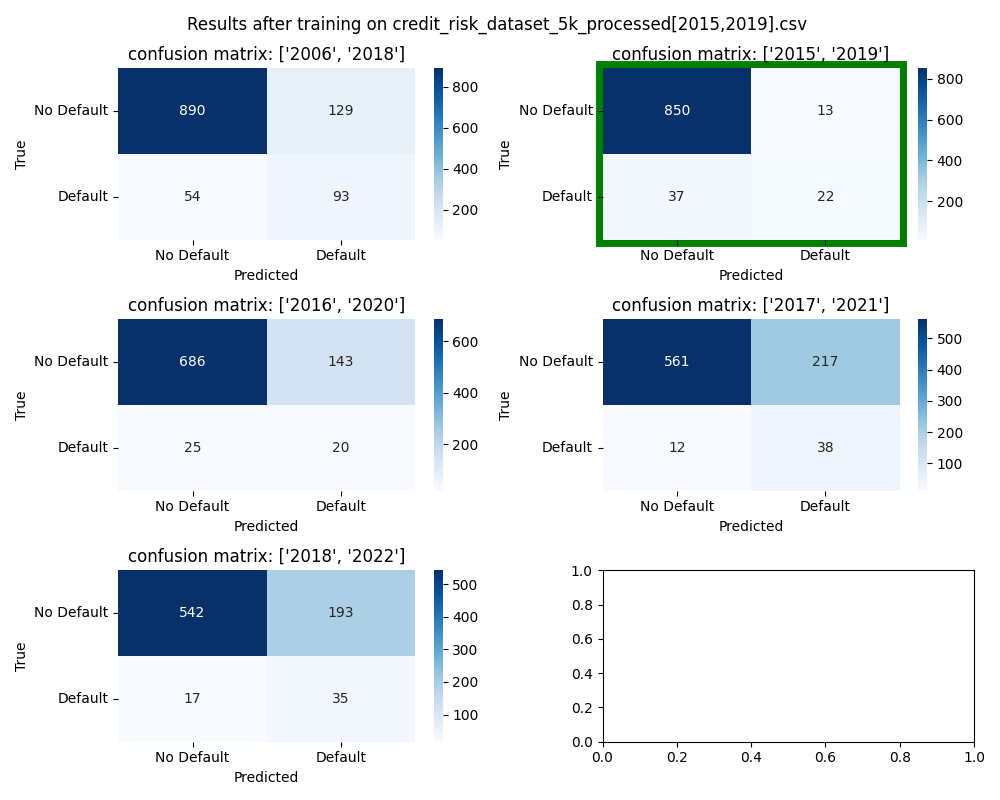 Results after training on credit_risk_dataset_5k_processed[2015,2019].csv
confusion matrix: ['2006', '2018']
True
No Default
Default
890
129
54
93
No Default
Default
Predicted
800
600
400
200
confusion matrix: ['2015', '2019']
True
No Default
Default
850
13
37
22
No Default
Default
Predicted
800
600
400
200
confusion matrix: ['2016', '2020']
True
No Default
Default
686
143
25
20
No Default
Default
Predicted
600
400
200
confusion matrix: ['2017', '2021']
True
No Default
Default
561
217
12
38
No Default
Default
Predicted
500
400
300
200
100
confusion matrix: ['2018', '2022']
True
No Default
Default
542
193
17
35
No Default
Default
Predicted
500
400
300
200
100
1.0
0.8
0.6
0.4
0.2
0.0
0.0
0.2
0.4
0.6
0.8
1.0